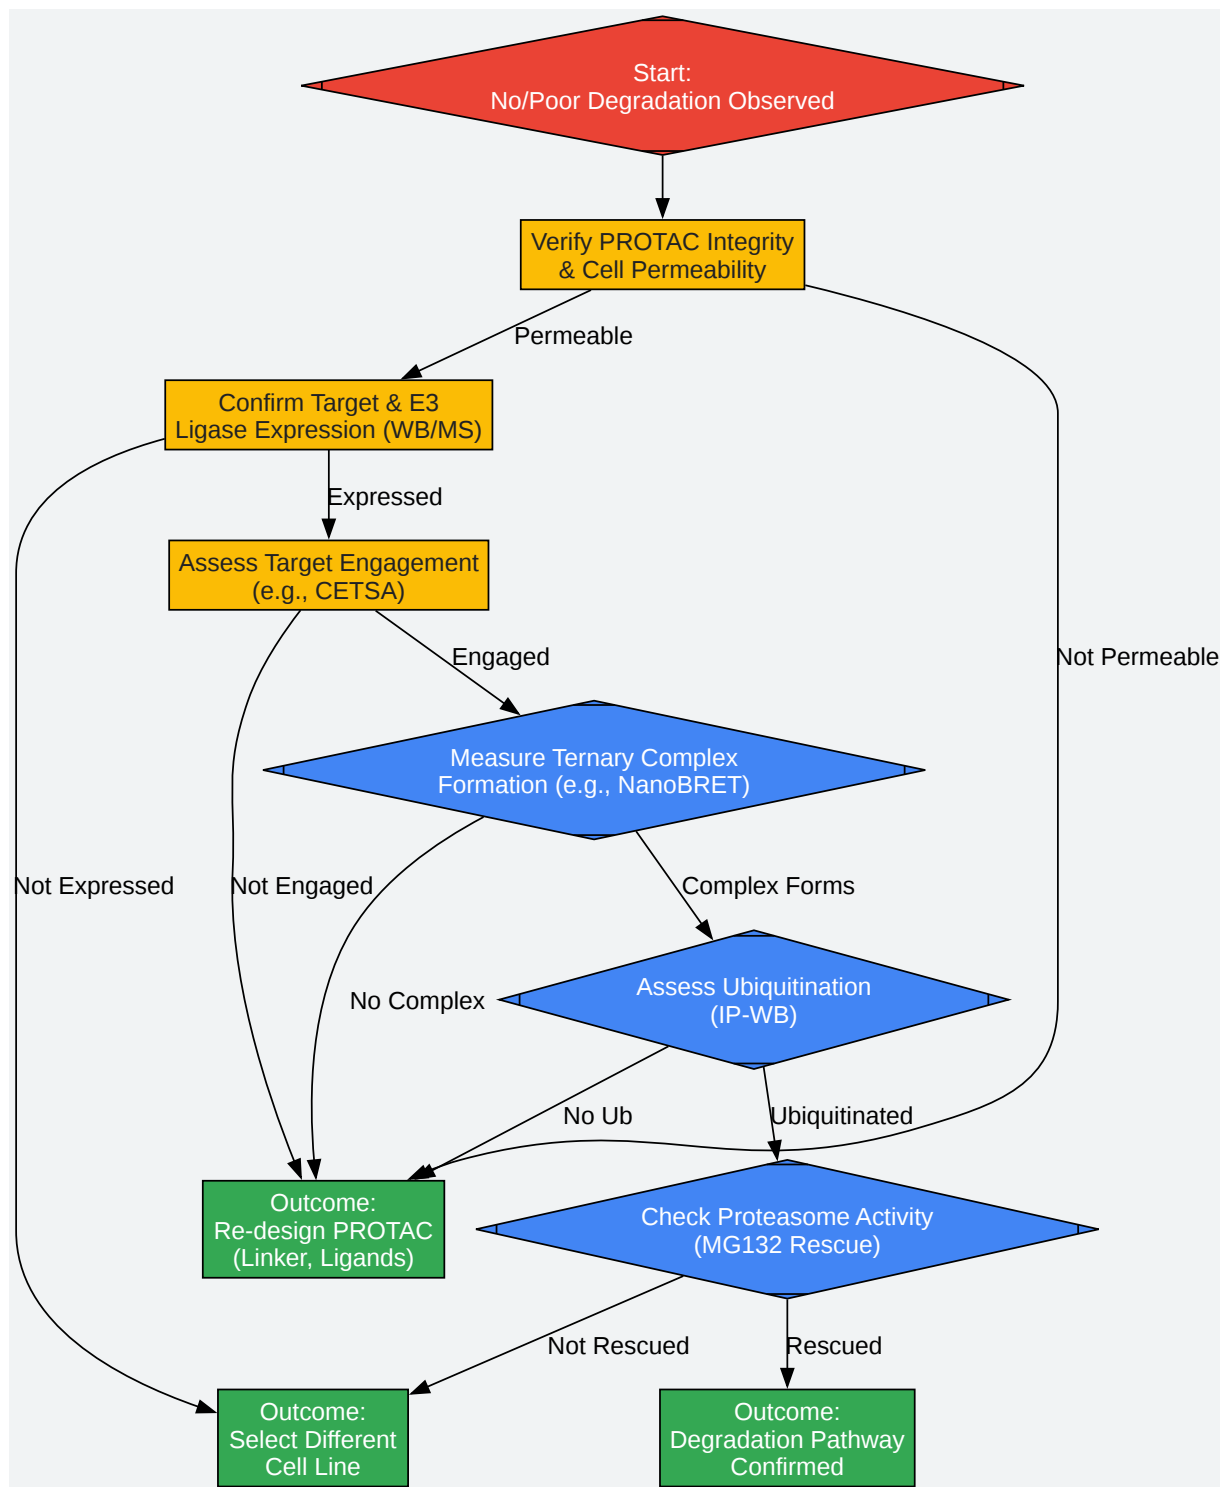 Start:
No/Poor Degradation Observed
Verify PROTAC Integrity
& Cell Permeability
Permeable
Confirm Target & E3
Ligase Expression (WB/MS)
Expressed
Assess Target Engagement
(e.g., CETSA)
Engaged
Not Permeable
Measure Ternary Complex
Formation (e.g., NanoBRET)
Not Expressed
Not Engaged
Complex Forms
No Complex
Assess Ubiquitination
(IP-WB)
No Ub
Ubiquitinated
Outcome:
Re-design PROTAC
(Linker, Ligands)
Check Proteasome Activity
(MG132 Rescue)
Not Rescued
Rescued
Outcome:
Select Different
Cell Line
Outcome:
Degradation Pathway
Confirmed